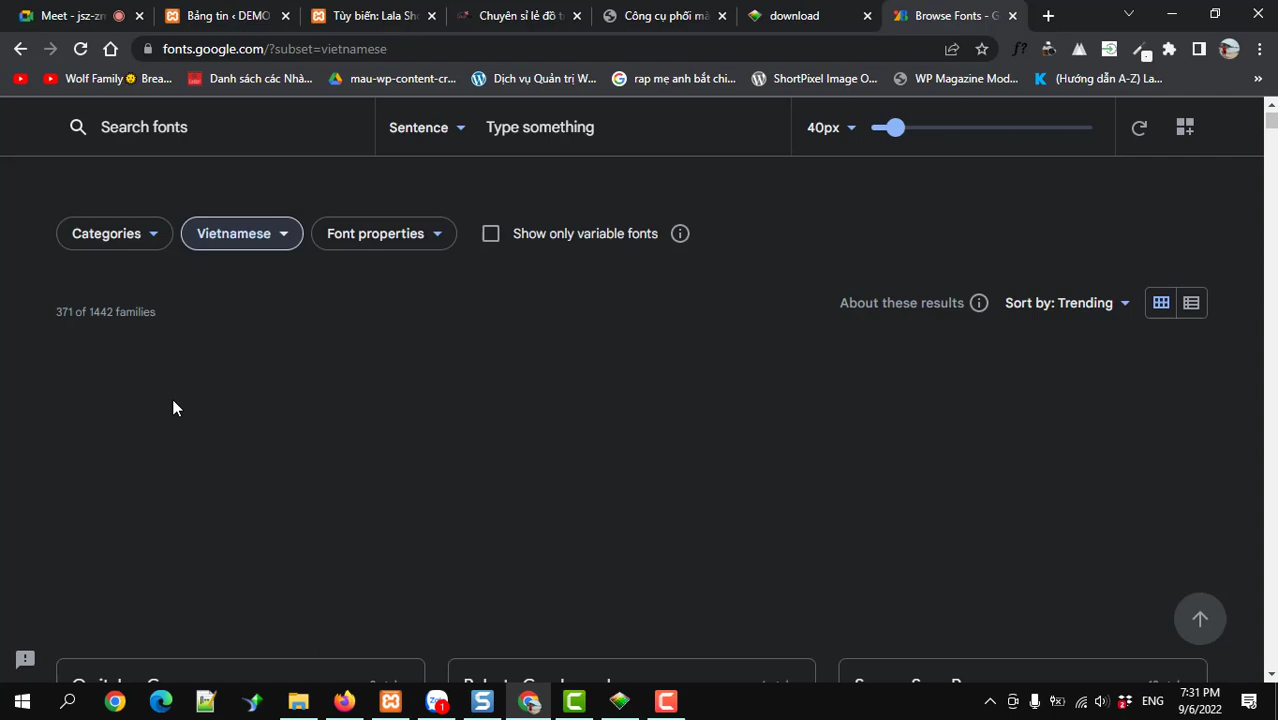 Meet - jsz-zm
Bảng tin ‹ DEMO
Tùy biến: Lala Sh
Chuyên sỉ lẻ đồ
Công cụ phối m
download
Browse Fonts - G
fonts.google.com/?subset=vietnamese
Wolf Family Brea...
Danh sách các Nhà...
mau-wp-content-cr...
Dịch vụ Quản trị W...
rap mẹ anh bắt chi...
ShortPixel Image O...
WP Magazine Mod...
(Hướng dẫn A-Z) La...
Search fonts
Sentence
Type something
40px
Categories
Vietnamese
Font properties
Show only variable fonts
371 of 1442 families
About these results
Sort by: Trending
ENG
7:31 PM
9/6/2022